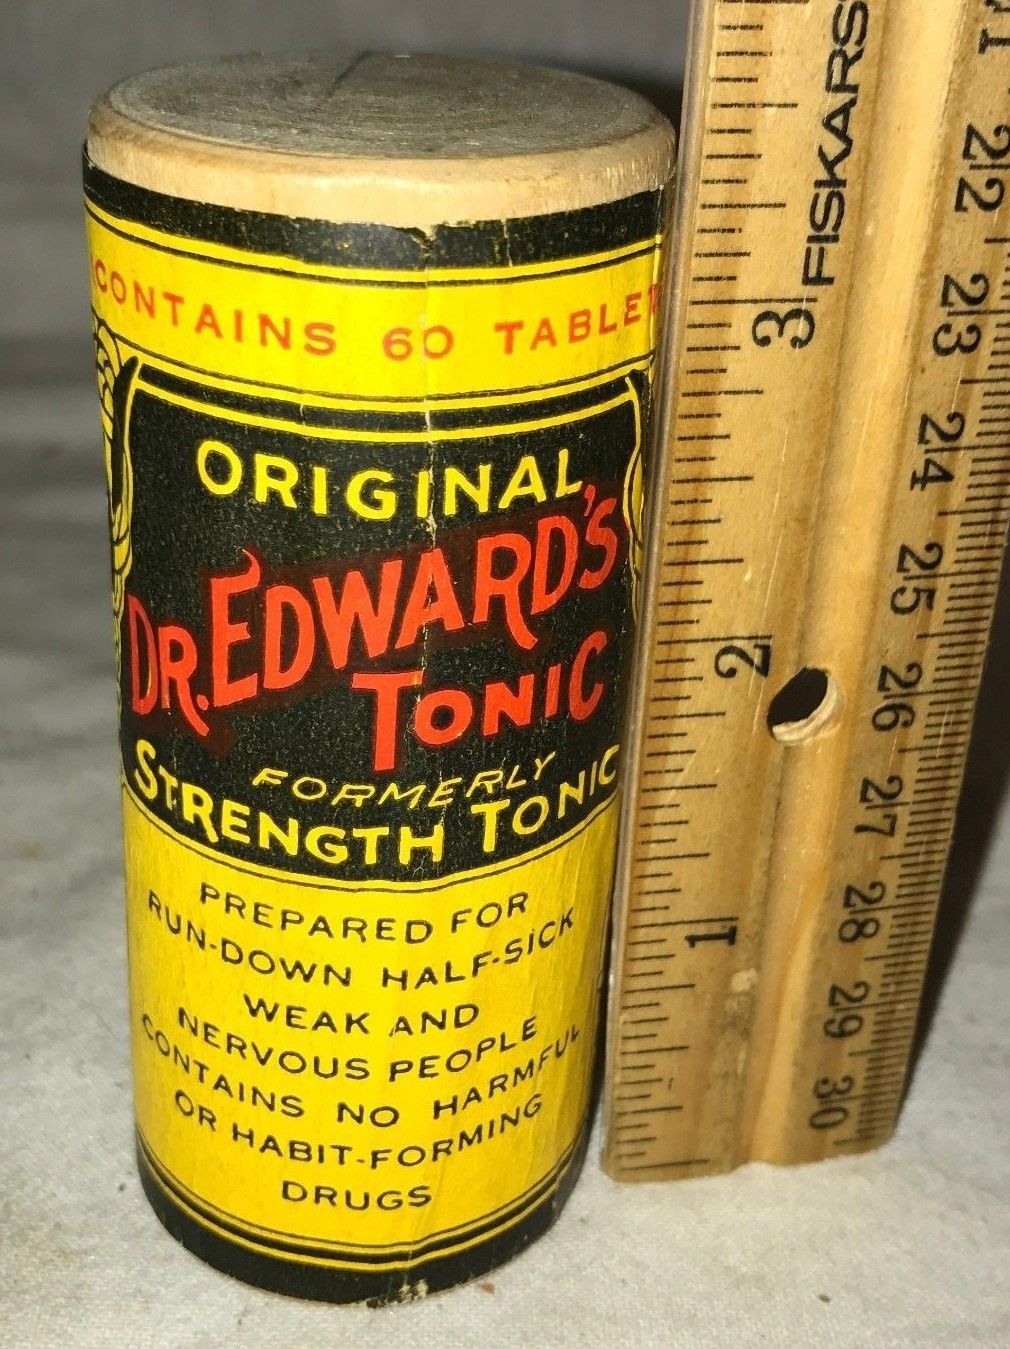 CONTAINS 60 TABLET
ORIGINAL
DR. EDWARD'S
TONIC
FORMERLY
STRENGTH TONIC
PREPARED FOR
RUN-DOWN HALF-SICK
WEAK AND
NERVOUS PEOPLE
CONTAINS NO HARMFUL
OR HABIT-FORMING
DRUGS
FISKARS
3
2
1
22
23
24
25
26
27
28
29
30